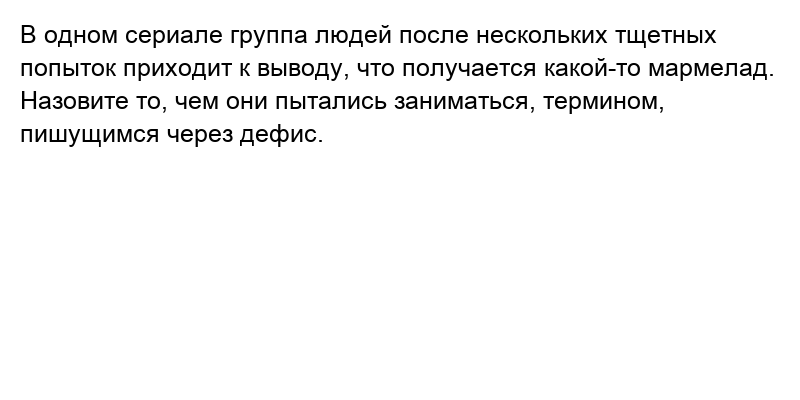 В одном сериале группа людей после нескольких тщетных
попыток приходит к выводу, что получается какой-то мармелад.
Назовите то, чем они пытались заниматься, термином,
пишущимся через дефис.